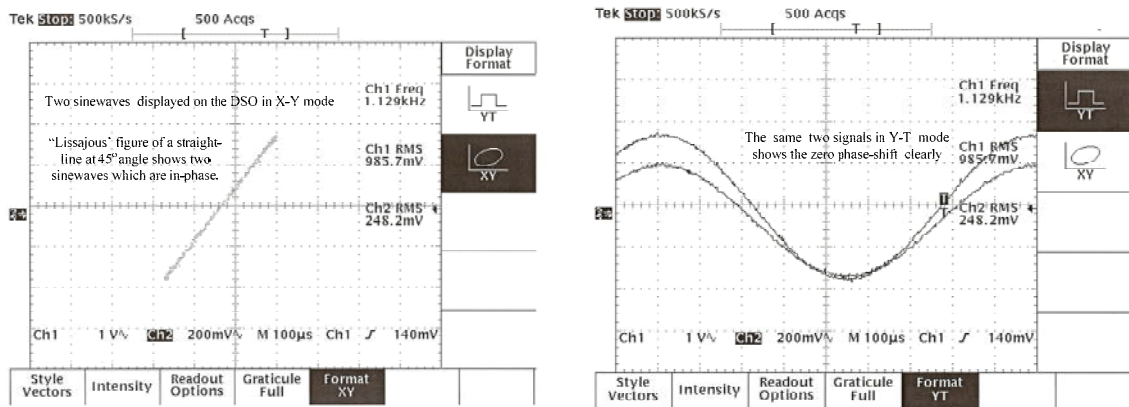 Tek Stop: 500kS/s 500 Acqs
[ T ]
Display
Format
Ch1 Freq
1.129kHz
Two sinewaves displayed on the DSO in X-Y mode
YT
"Lissajous' figure of a straight-
line at 45° angle shows two
sinewaves which are in-phase.
Ch1 RMS
985.7mV
XY
Ch2 RMS
248.2mV
Ch1 1 V Ch2 200mV M 100µs Ch1 140mV
Style
Vectors
Intensity
Readout
Options
Graticule
Full
Format
XY
Tek Stop: 500kS/s 500 Acqs
[ T ]
Display
Format
Ch1 Freq
1.129kHz
YT
The same two signals in Y-T mode
shows the zero phase-shift clearly
Ch1 RMS
985.7mV
XY
T
Ch2 RMS
248.2mV
Ch1 1 V Ch2 200mV M 100µs Ch1 140mV
Style
Vectors
Intensity
Readout
Options
Graticule
Full
Format
YT